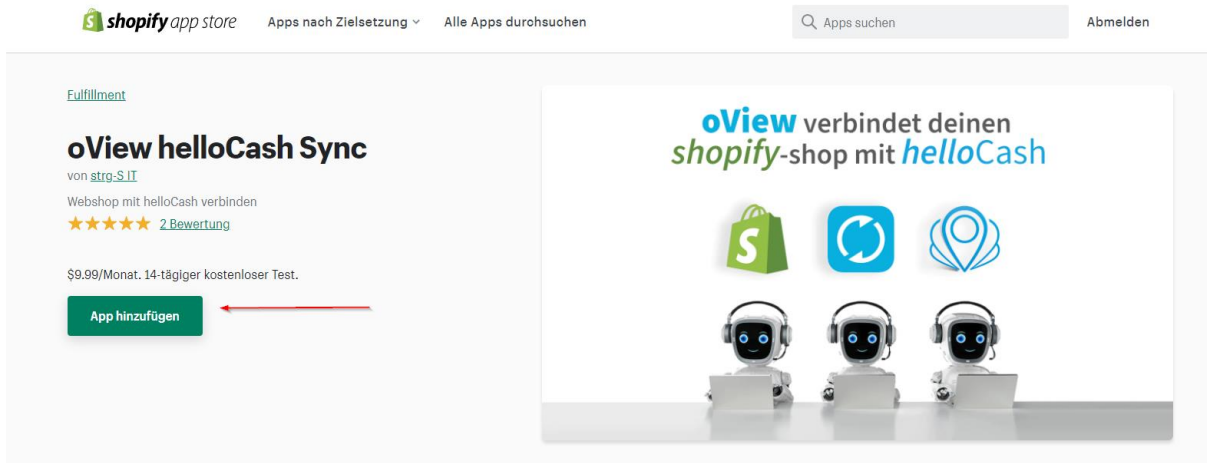 shopify app store
Apps nach Zielsetzung
Alle Apps durchsuchen
Apps suchen
Abmelden
Fulfillment
oView helloCash Sync
von strg-S IT
Webshop mit helloCash verbinden
2 Bewertung
$9.99/Monat. 14-tägiger kostenloser Test.
App hinzufügen
oView verbindet deinen
shopify-shop mit helloCash